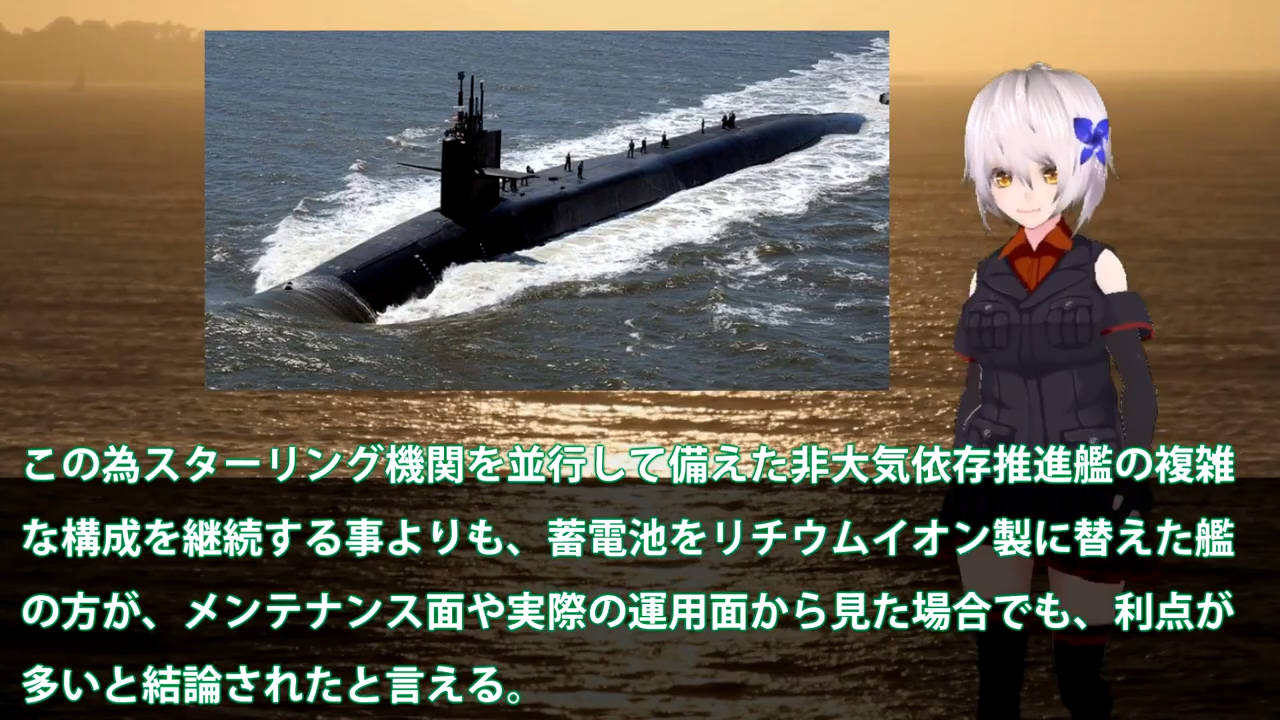 この為スターリング機関を並行して備えた非大気依存推進艦の複雑
な構成を継続する事よりも、蓄電池をリチウムイオン製に替えた艦
の方が、メンテナンス面や実際の運用面から見た場合でも、利点が
多いと結論されたと言える。